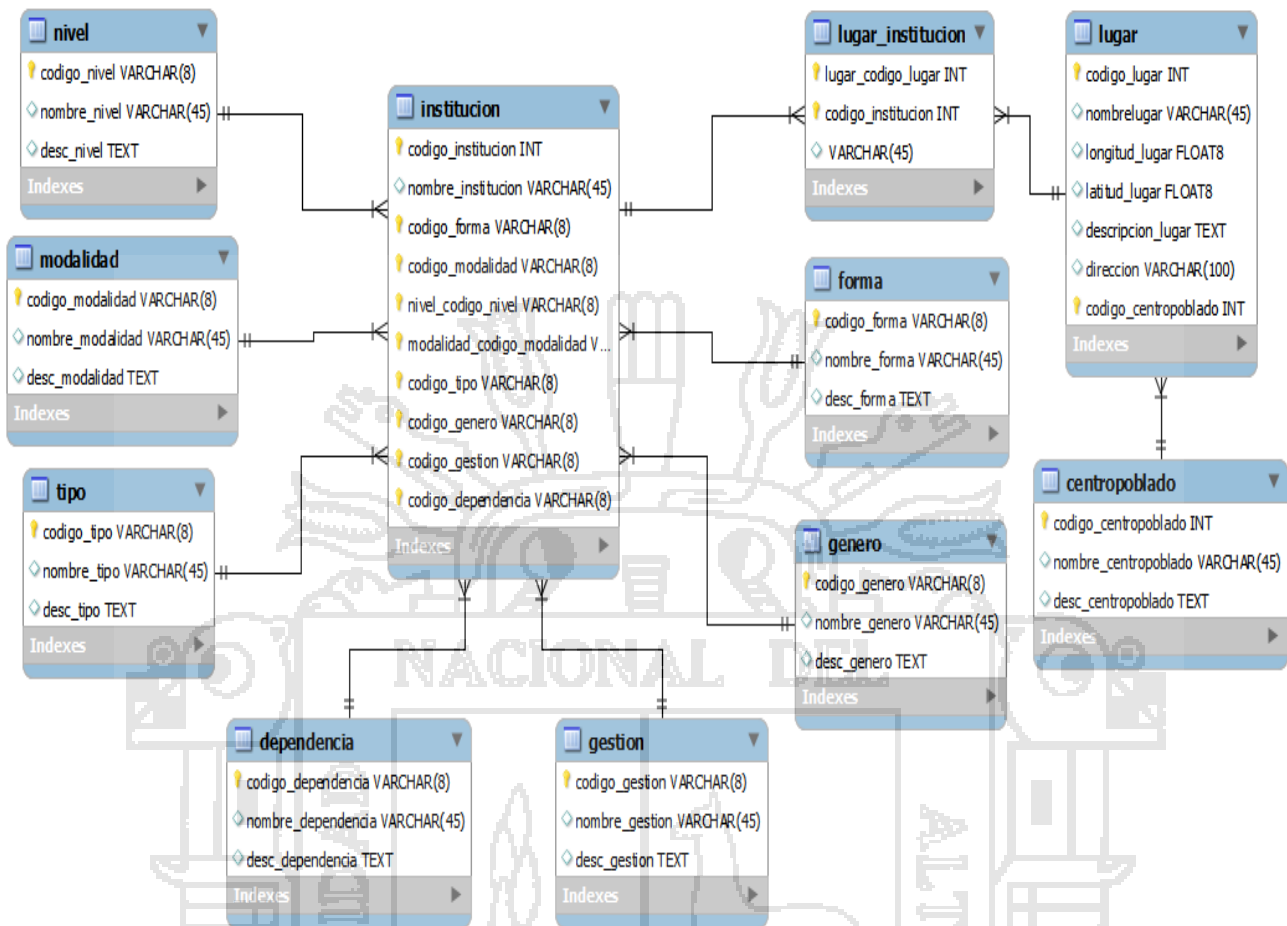 nivel
codigo_nivel VARCHAR(8)
nombre_nivel VARCHAR(45)
desc_nivel TEXT
Indexes
modalidad
codigo_modalidad VARCHAR(8)
nombre_modalidad VARCHAR(45)
desc_modalidad TEXT
Indexes
tipo
codigo_tipo VARCHAR(8)
nombre_tipo VARCHAR(45)
desc_tipo TEXT
Indexes
institucion
codigo_institucion INT
nombre_institucion VARCHAR(45)
codigo_forma VARCHAR(8)
codigo_modalidad VARCHAR(8)
nivel_codigo_nivel VARCHAR(8)
modalidad_codigo_modalidad V...
codigo_tipo VARCHAR(8)
codigo_genero VARCHAR(8)
codigo_gestion VARCHAR(8)
codigo_dependencia VARCHAR(8)
Indexes
lugar_institucion
lugar_codigo_lugar INT
codigo_institucion INT
VARCHAR(45)
Indexes
lugar
codigo_lugar INT
nombrelugar VARCHAR(45)
longitud_lugar FLOAT8
latitud_lugar FLOAT8
descripcion_lugar TEXT
direccion VARCHAR(100)
codigo_centropoblado INT
Indexes
forma
codigo_forma VARCHAR(8)
nombre_forma VARCHAR(45)
desc_forma TEXT
Indexes
genero
codigo_genero VARCHAR(8)
nombre_genero VARCHAR(45)
desc_genero TEXT
Indexes
centropoblado
codigo_centropoblado INT
nombre_centropoblado VARCHAR(45)
desc_centropoblado TEXT
Indexes
dependencia
codigo_dependencia VARCHAR(8)
nombre_dependencia VARCHAR(45)
desc_dependencia TEXT
Indexes
gestion
codigo_gestion VARCHAR(8)
nombre_gestion VARCHAR(45)
desc_gestion TEXT
Indexes
NACIONAL DEL